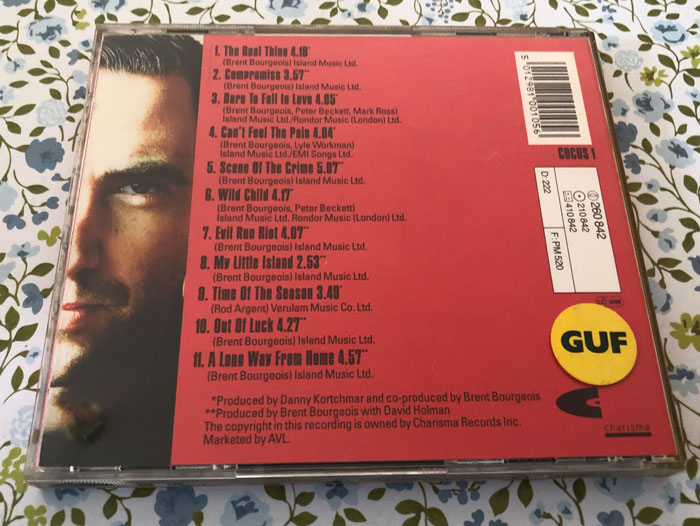 1. The Real Thing 4.18*
(Brent Bourgeois) Island Music Ltd.
2. Compromise 3.57**
(Brent Bourgeois) Island Music Ltd.
3. Dare To Fall In Love 4.05*
(Brent Bourgeois, Peter Beckett, Mark Ross)
Island Music Ltd./Rondor Music (London) Ltd.
4. Can't Feel The Pain 4.04*
(Brent Bourgeois, Lyle Workman)
Island Music Ltd./EMI Songs Ltd.
5. Scene Of The Crime 5.07**
(Brent Bourgeois) Island Music Ltd.
6. Wild Child 4.17*
(Brent Bourgeois, Peter Beckett)
Island Music Ltd. Rondor Music (London) Ltd.
7. Evil Run Riot 4.07**
(Brent Bourgeois) Island Music Ltd.
8. My Little Island 2.53**
(Brent Bourgeois) Island Music Ltd.
9. Time Of The Season 3.49*
(Rod Argent) Verulam Music Co. Ltd.
10. Out Of Luck 4.27**
(Brent Bourgeois) Island Music Ltd.
11. A Long Way From Home 4.57**
(Brent Bourgeois) Island Music Ltd.
*Produced by Danny Kortchmar and co-produced by Brent Bourgeois
**Produced by Brent Bourgeois with David Holman
The copyright in this recording is owned by Charisma Records Inc.
Marketed by AVL.
5 012981 001056
CDCUS 1
260 842
210 842
410 842
D: 222
F: PM 520
GUF
charisma